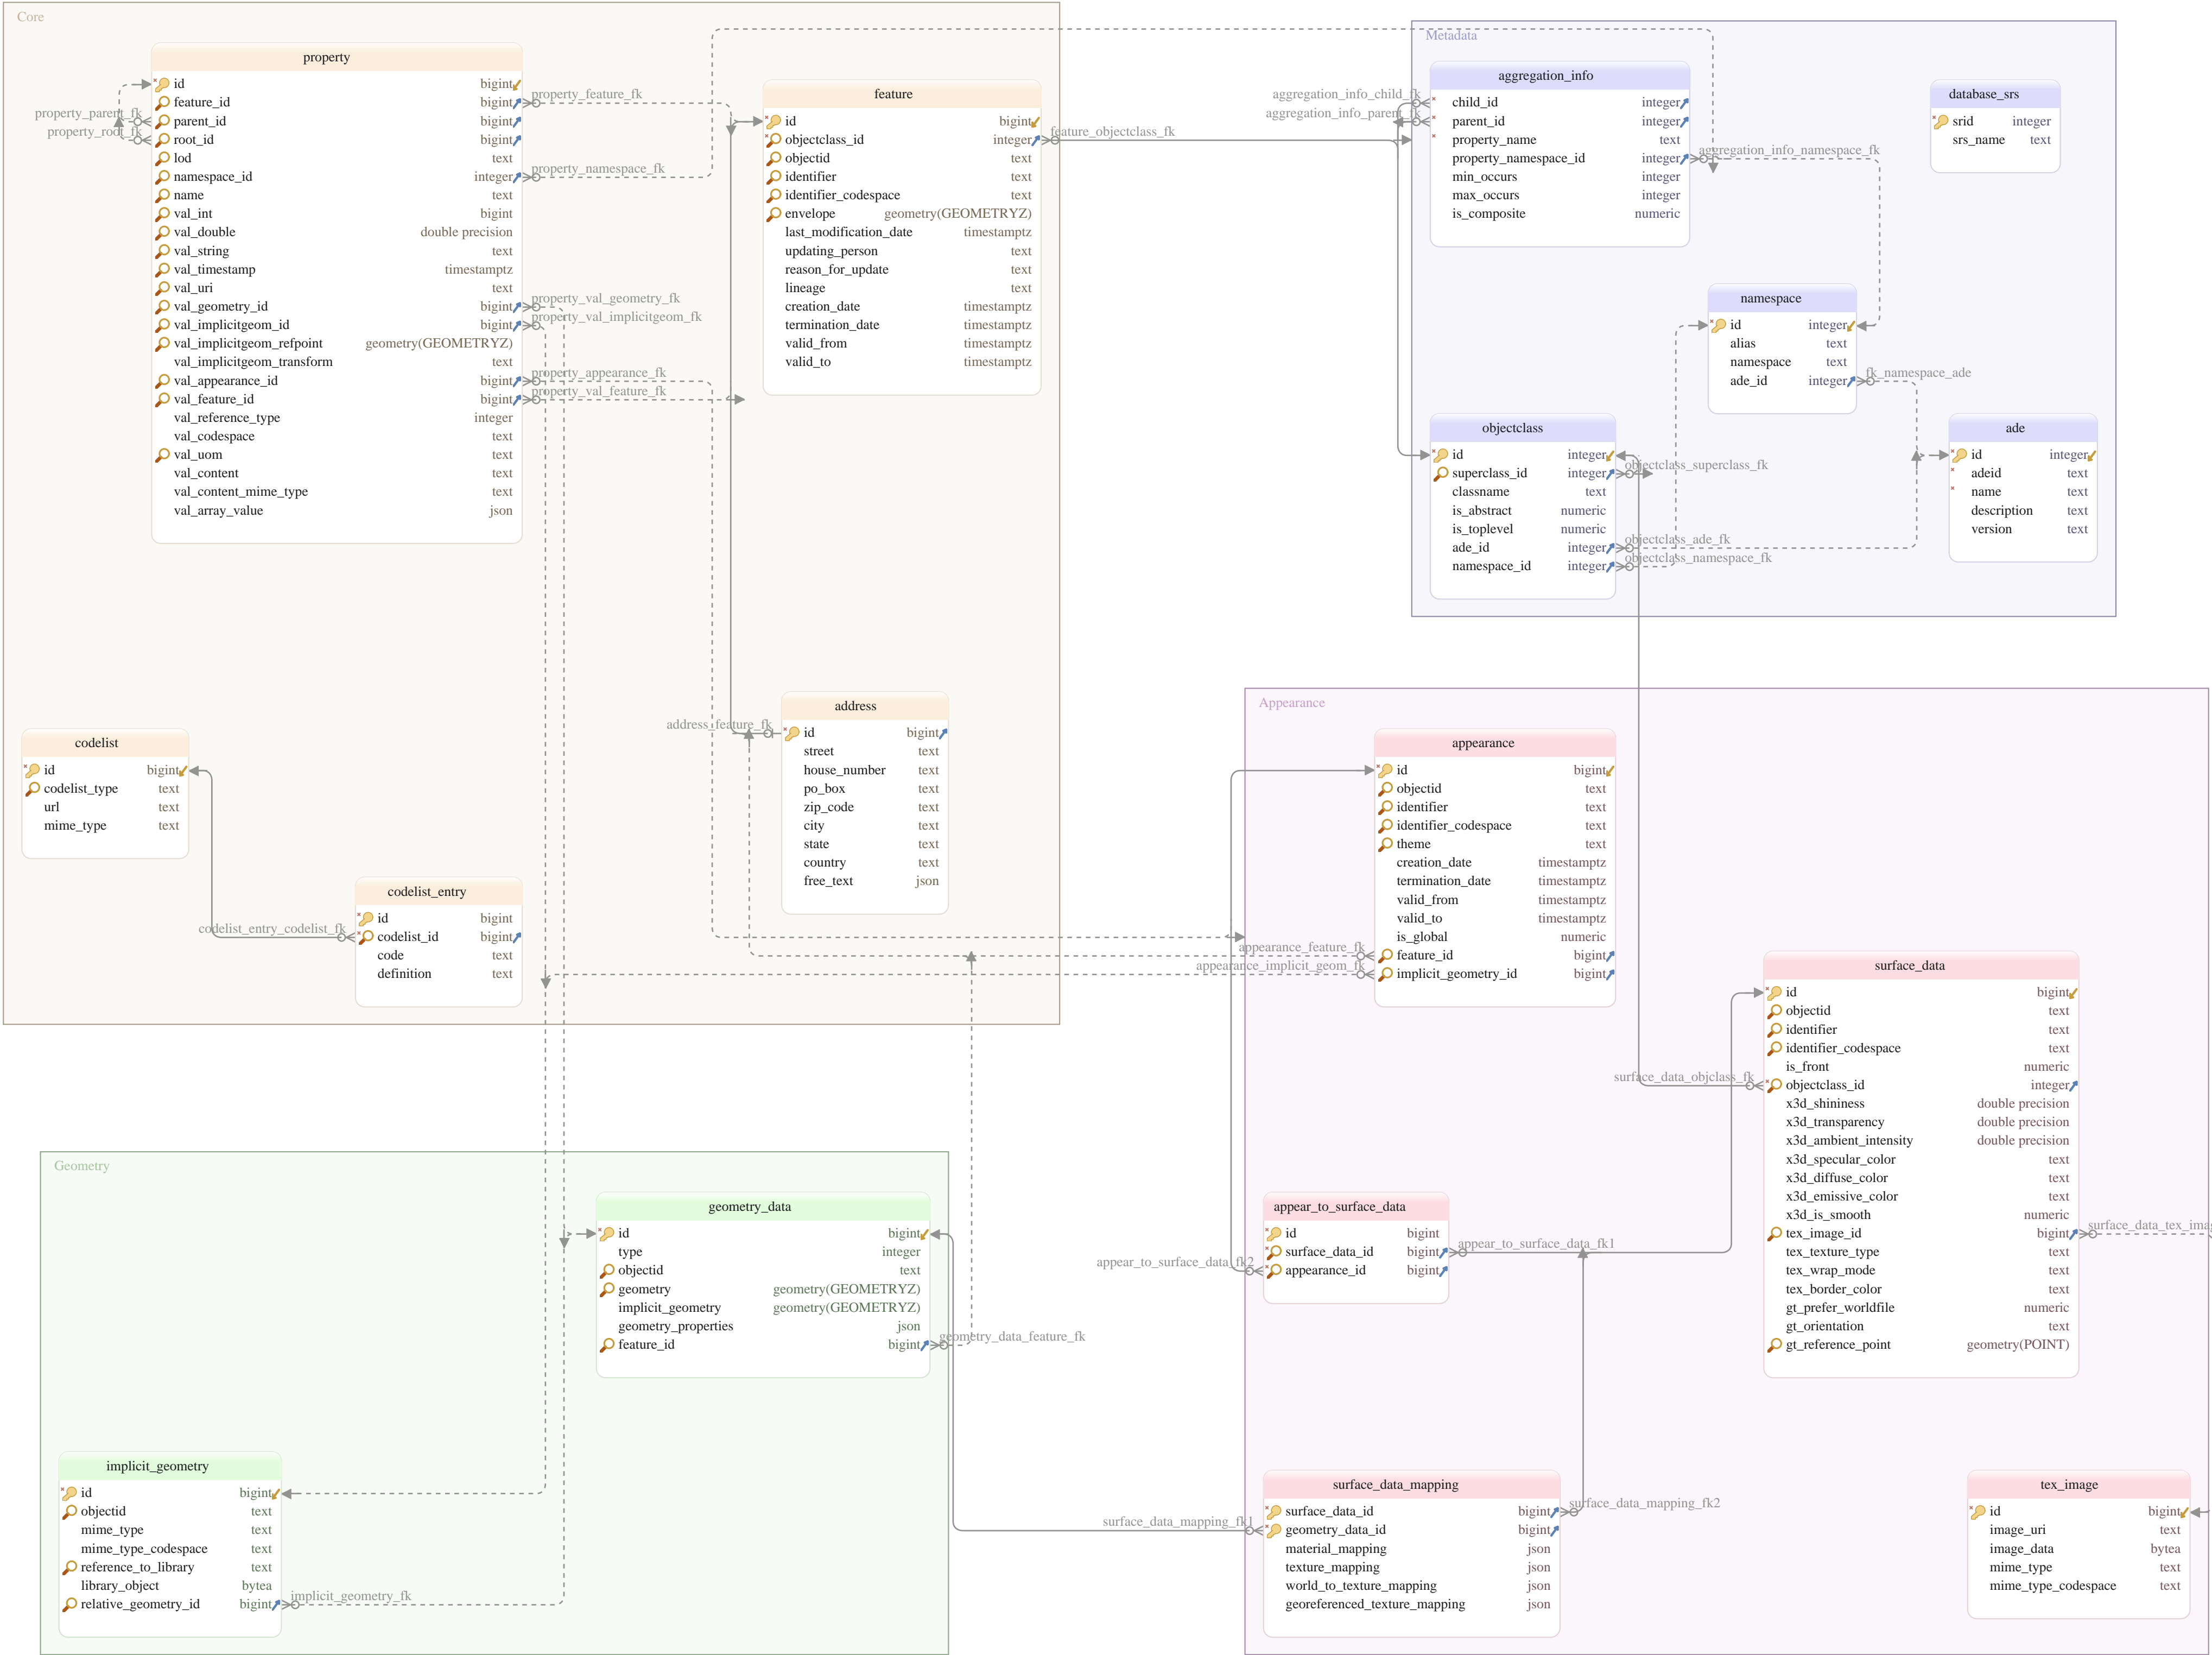 Core
property
id bigint
feature_id bigint
parent_id bigint
root_id bigint
lod text
namespace_id integer
name text
val_int bigint
val_double double precision
val_string text
val_timestamp timestamptz
val_uri text
val_geometry_id bigint
val_implicitgeom_id bigint
val_implicitgeom_refpoint geometry(GEOMETRYZ)
val_implicitgeom_transform text
val_appearance_id bigint
val_feature_id bigint
val_reference_type integer
val_codespace text
val_uom text
val_content text
val_content_mime_type text
val_array_value json
property_parent_fk
property_root_fk
property_feature_fk
property_namespace_fk
property_val_geometry_fk
property_val_implicitgeom_fk
property_appearance_fk
property_val_feature_fk
feature
id bigint
objectclass_id integer
objectid text
identifier text
identifier_codespace text
envelope geometry(GEOMETRYZ)
last_modification_date timestamptz
updating_person text
reason_for_update text
lineage text
creation_date timestamptz
termination_date timestamptz
valid_from timestamptz
valid_to timestamptz
feature_objectclass_fk
address
address_feature_fk
id bigint
street text
house_number text
po_box text
zip_code text
city text
state text
country text
free_text json
codelist
id bigint
codelist_type text
url text
mime_type text
codelist_entry
id bigint
codelist_id bigint
code text
definition text
codelist_entry_codelist_fk
Metadata
aggregation_info
aggregation_info_child_fk
aggregation_info_parent_fk
child_id integer
parent_id integer
property_name text
property_namespace_id integer
min_occurs integer
max_occurs integer
is_composite numeric
aggregation_info_namespace_fk
database_srs
srid integer
srs_name text
namespace
id integer
alias text
namespace text
ade_id integer
fk_namespace_ade
objectclass
id integer
superclass_id integer
classname text
is_abstract numeric
is_toplevel numeric
ade_id integer
namespace_id integer
objectclass_superclass_fk
objectclass_ade_fk
objectclass_namespace_fk
ade
id integer
adeid text
name text
description text
version text
Appearance
appearance
id bigint
objectid text
identifier text
identifier_codespace text
theme text
creation_date timestamptz
termination_date timestamptz
valid_from timestamptz
valid_to timestamptz
is_global numeric
feature_id bigint
implicit_geometry_id bigint
appearance_feature_fk
appearance_implicit_geom_fk
surface_data
id bigint
objectid text
identifier text
identifier_codespace text
is_front numeric
objectclass_id integer
x3d_shininess double precision
x3d_transparency double precision
x3d_ambient_intensity double precision
x3d_specular_color text
x3d_diffuse_color text
x3d_emissive_color text
x3d_is_smooth numeric
tex_image_id bigint
tex_texture_type text
tex_wrap_mode text
tex_border_color text
gt_prefer_worldfile numeric
gt_orientation text
gt_reference_point geometry(POINT)
surface_data_objclass_fk
appear_to_surface_data
id bigint
surface_data_id bigint
appearance_id bigint
appear_to_surface_data_fk1
appear_to_surface_data_fk2
surface_data_mapping
surface_data_id bigint
geometry_data_id bigint
material_mapping json
texture_mapping json
world_to_texture_mapping json
georeferenced_texture_mapping json
surface_data_mapping_fk1
surface_data_mapping_fk2
tex_image
id bigint
image_uri text
image_data bytea
mime_type text
mime_type_codespace text
Geometry
geometry_data
id bigint
type integer
objectid text
geometry geometry(GEOMETRYZ)
implicit_geometry geometry(GEOMETRYZ)
geometry_properties json
feature_id bigint
geometry_data_feature_fk
implicit_geometry
id bigint
objectid text
mime_type text
mime_type_codespace text
reference_to_library text
library_object bytea
relative_geometry_id bigint
implicit_geometry_fk